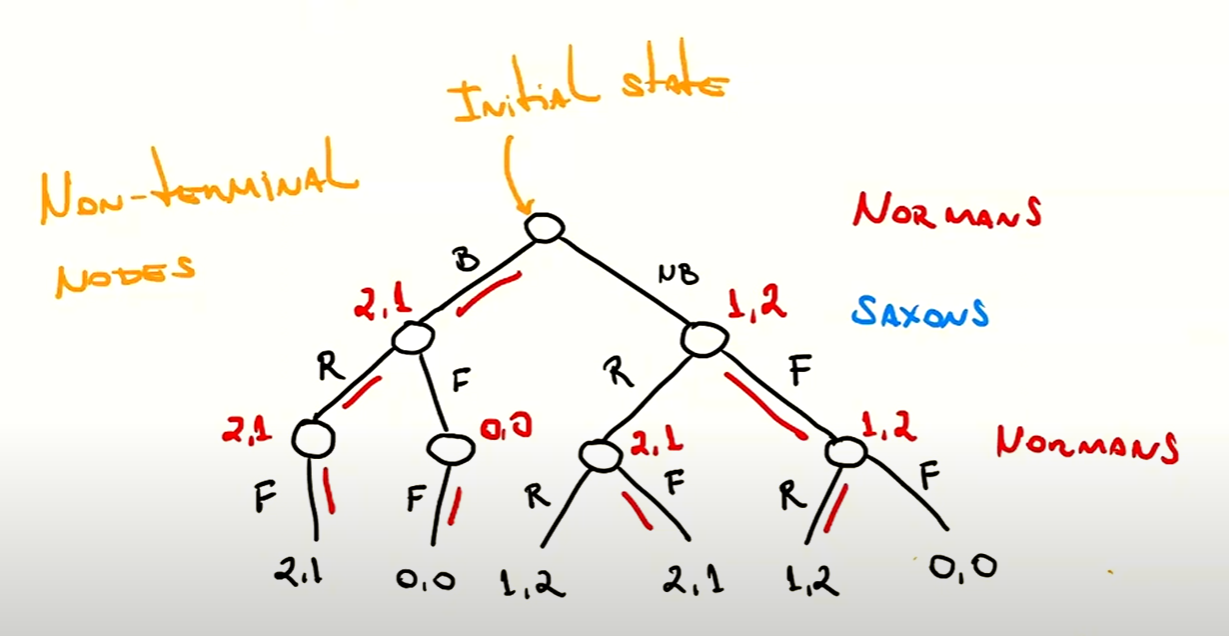 Initial state
Non-terminal
Nodes
Normans
B
NB
2,1
1,2
Saxons
R
F
R
F
2,1
0,0
2,1
1,2
Normans
F
F
R
F
R
F
2,1
0,0
1,2
2,1
1,2
0,0